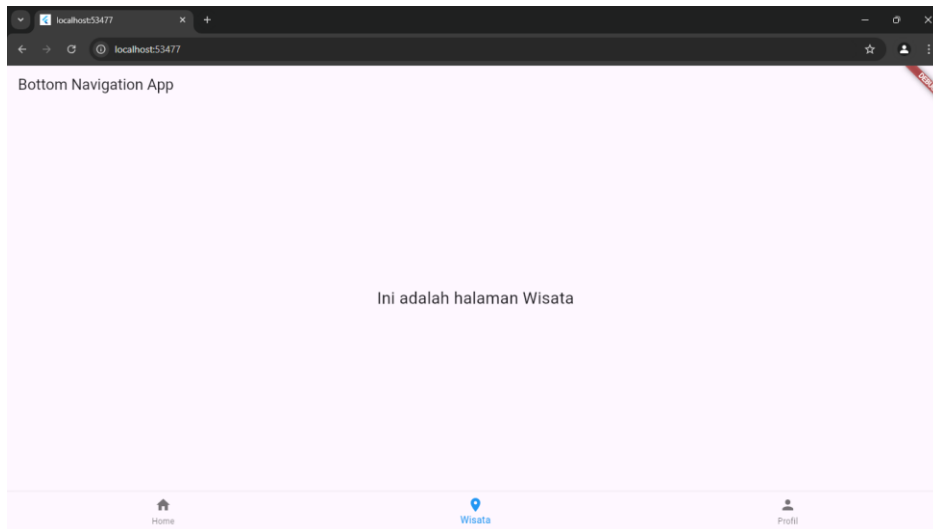 localhost:53477
localhost:53477
Bottom Navigation App
Ini adalah halaman Wisata
Home
Wisata
Profil